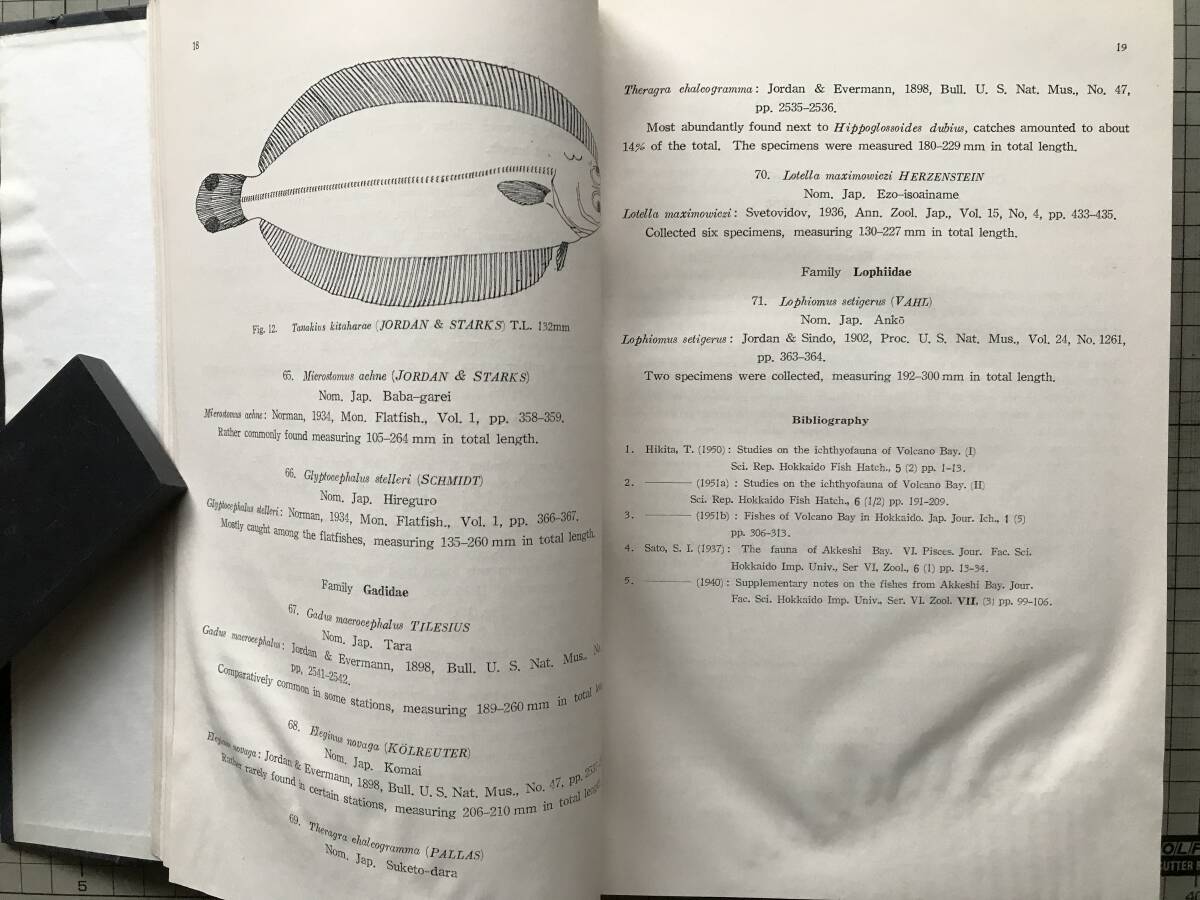 18
Fig. 12. Tanakius kitaharae (JORDAN & STARKS) T.L. 132mm
65. Microstomus achne (JORDAN & STARKS)
Nom. Jap. Baba-garei
Microstomus achne: Norman, 1934, Mon. Flatfish., Vol. 1, pp. 358-359.
Rather commonly found measuring 105-264 mm in total length.
66. Glyptocephalus stelleri (SCHMIDT)
Nom. Jap. Hireguro
Glyptocephalus stelleri: Norman, 1934, Mon. Flatfish., Vol. 1, pp. 366-367.
Mostly caught among the flatfishes, measuring 135-260 mm in total length.
Family Gadidae
67. Gadus macrocephalus TILESIUS
Nom. Jap. Tara
Gadus macrocephalus: Jordan & Evermann, 1898, Bull. U. S. Nat. Mus.,
pp. 2541-2542.
Comparatively common in some stations, measuring 189-260 mm in total
68. Eleginus novaga (KÖLREUTER)
Nom. Jap. Komai
Eleginus novaga: Jordan & Evermann, 1898, Bull. U. S. Nat. Mus., No. 47, pp.
Rather rarely found in certain stations, measuring 206-210 mm in total
69. Theragra chalcogramma (PALLAS)
Nom. Jap. Suketo-dara
19
Theragra chalcogramma: Jordan & Evermann, 1898, Bull. U. S. Nat. Mus., No. 47,
pp. 2535-2536.
Most abundantly found next to Hippoglossoides dubius, catches amounted to about
14% of the total. The specimens were measured 180-229 mm in total length.
70. Lotella maximowiczi HERZENSTEIN
Nom. Jap. Ezo-isoainame
Lotella maximowiczi: Svetovidov, 1936, Ann. Zool. Jap., Vol. 15, No, 4, pp. 433-435.
Collected six specimens, measuring 130-227 mm in total length.
Family Lophiidae
71. Lophiomus setigerus (VAHL)
Nom. Jap. Ankō
Lophiomus setigerus: Jordan & Sindo, 1902, Proc. U. S. Nat. Mus., Vol. 24, No. 1261,
pp. 363-364.
Two specimens were collected, measuring 192-300 mm in total length.
Bibliography
1. Hikita, T. (1950): Studies on the ichthyofauna of Volcano Bay. (I)
Sci. Rep. Hokkaido Fish Hatch., 5 (2) pp. 1-13.
2. ——— (1951a) : Studies on the ichthyofauna of Volcano Bay. (II)
Sci. Rep. Hokkaido Fish Hatch., 6 (1/2) pp. 191-209.
3. ——— (1951b) : Fishes of Volcano Bay in Hokkaido. Jap. Jour. Ich., 1 (5)
pp. 306-313.
4. Sato, S. I. (1937): The fauna of Akkeshi Bay. VI. Pisces. Jour. Fac. Sci.
Hokkaido Imp. Univ., Ser VI, Zool., 6 (1) pp. 13-34.
5. ——— (1940): Supplementary notes on the fishes from Akkeshi Bay. Jour.
Fac. Sci. Hokkaido Imp. Univ., Ser. VI. Zool. VII, (3) pp. 99-106.
5